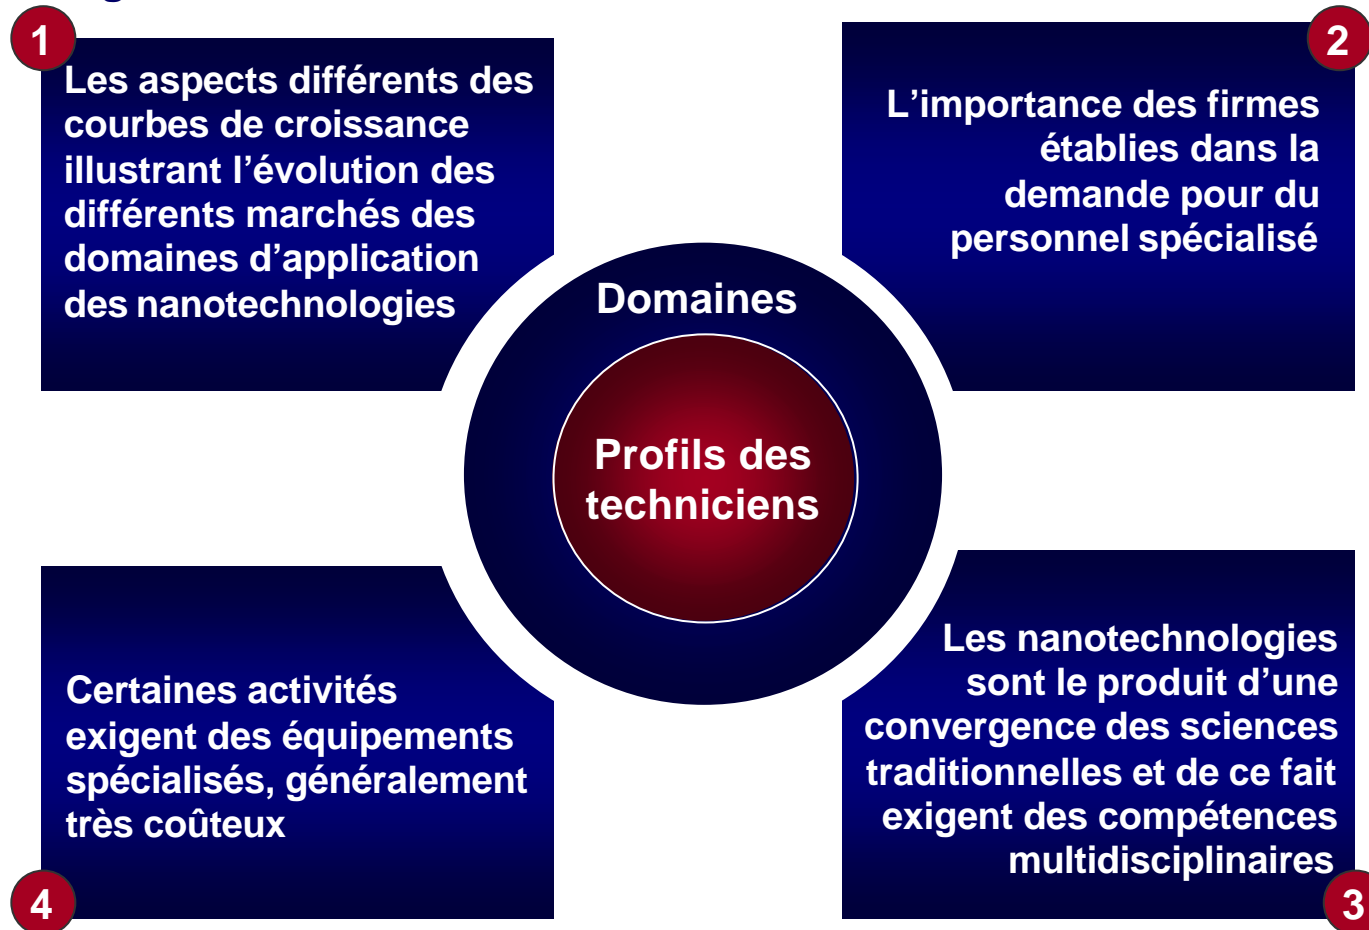 1
Les aspects différents des
courbes de croissance
illustrant l’évolution des
différents marchés des
domaines d’application
des nanotechnologies
2
L’importance des firmes
établies dans la
demande pour du
personnel spécialisé
Domaines
Profils des
techniciens
Certaines activités
exigent des équipements
spécialisés, généralement
très coûteux
4
Les nanotechnologies
sont le produit d’une
convergence des sciences
traditionnelles et de ce fait
exigent des compétences
multidisciplinaires
3